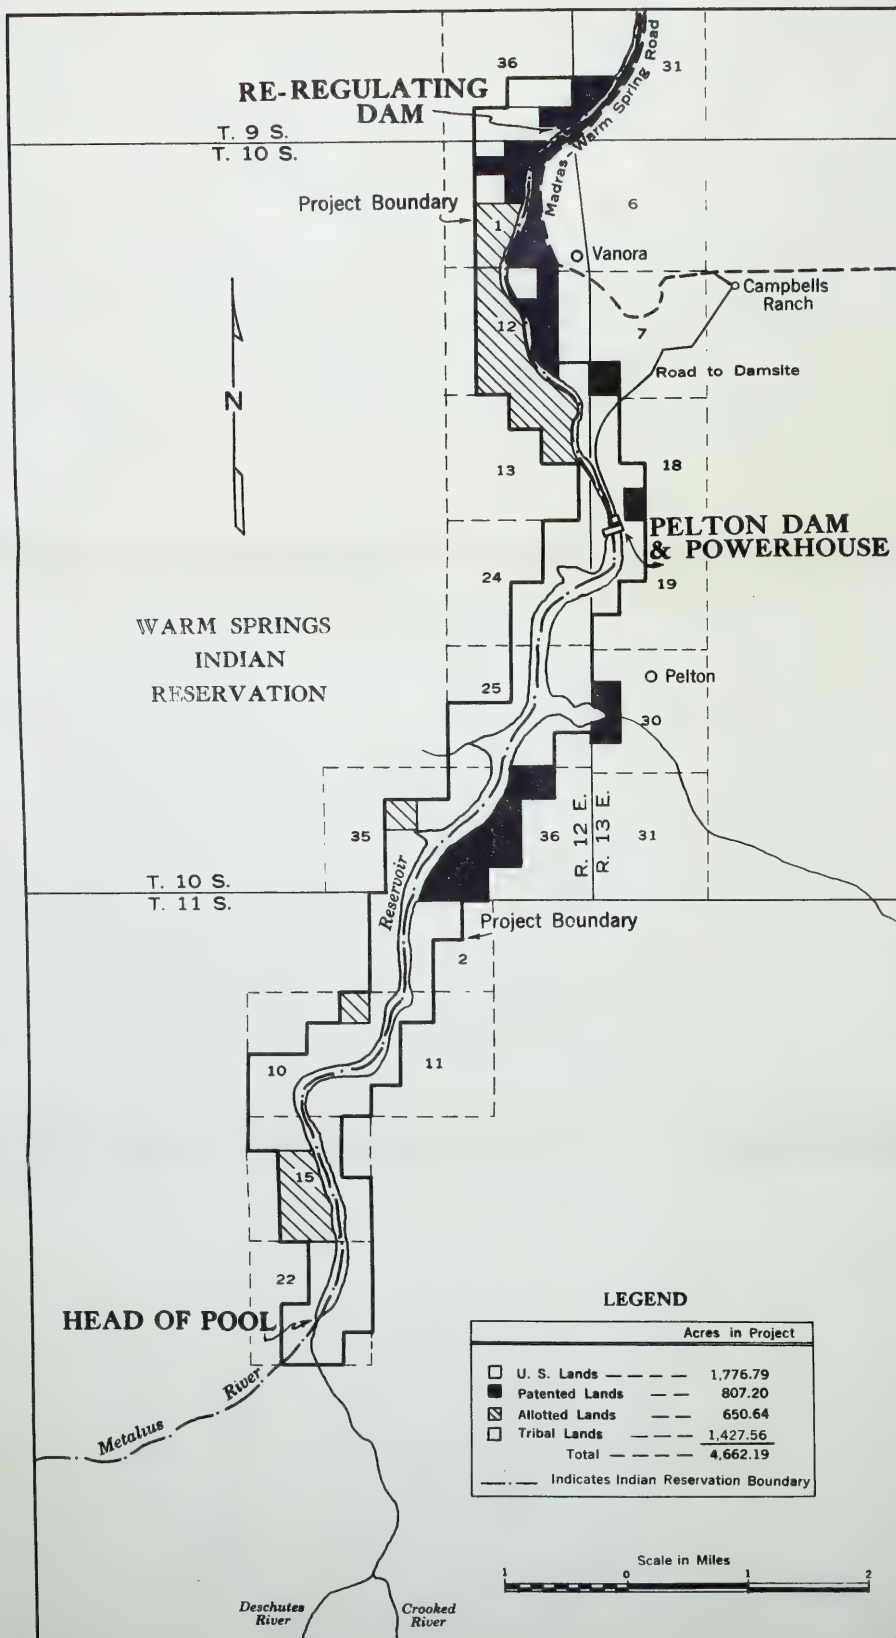 36
31
RE-REGULATING
DAM
Madras-Warm Spring Road
T. 9 S.
T. 10 S.
Project Boundary
1
6
Vanora
Campbells
Ranch
12
7
Road to Damsite
N
13
18
PELTON DAM
& POWERHOUSE
24
19
WARM SPRINGS
INDIAN
RESERVATION
25
Pelton
30
35
36
R. 12 E.
R. 13 E.
31
T. 10 S.
T. 11 S.
Reservoir
Project Boundary
2
10
11
15
22
HEAD OF POOL
Metalius River
LEGEND
Acres in Project
U. S. Lands — — — — 1,776.79
Patented Lands — — 807.20
Allotted Lands — — 650.64
Tribal Lands — — — 1,427.56
Total — — — — 4,662.19
Indicates Indian Reservation Boundary
Scale in Miles
1 0 1 2
Deschutes
River
Crooked
River